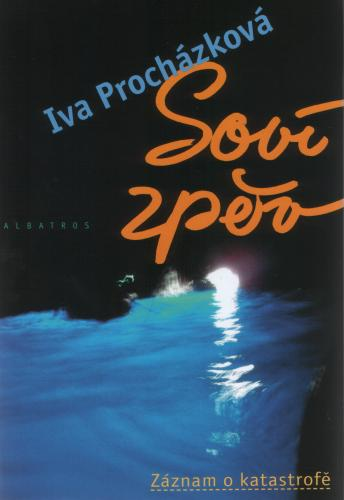 Iva Procházková
Soví
zpěv
ALBATROS
Záznam o katastrofě